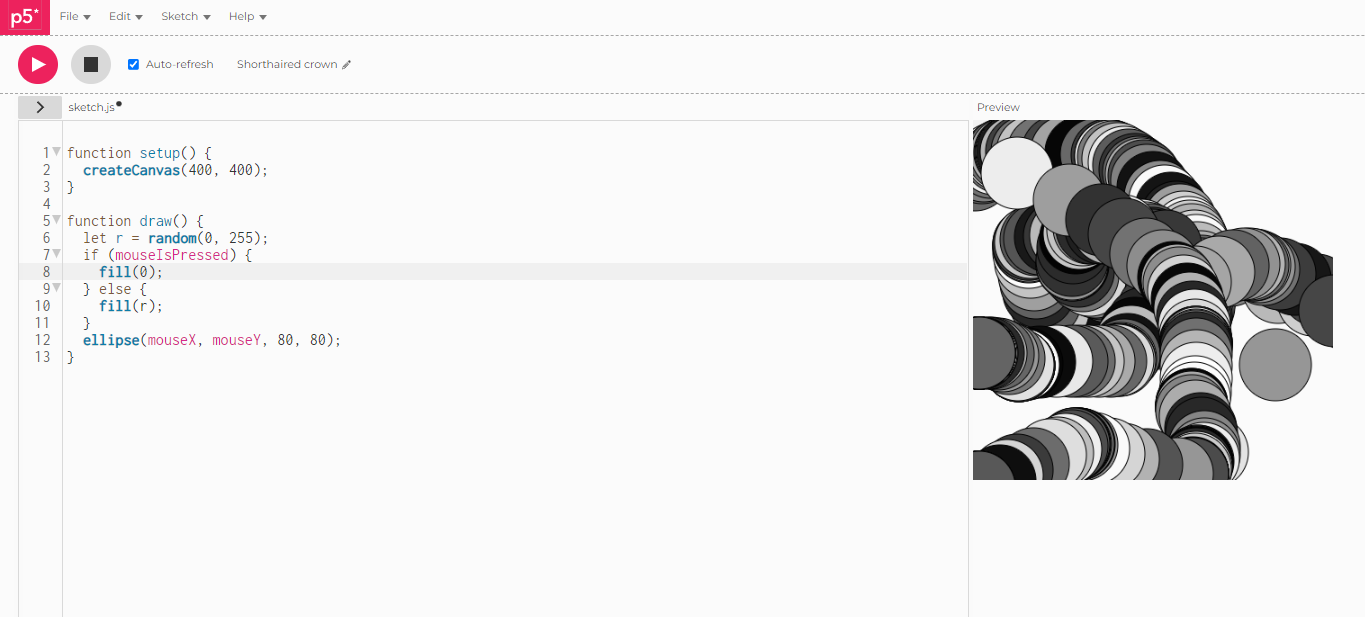 p5*
File Edit Sketch Help
Auto-refresh Shorthaired crown
sketch.js
Preview
1 function setup() {
2   createCanvas(400, 400);
3 }
4
5 function draw() {
6   let r = random(0, 255);
7   if (mouseIsPressed) {
8     fill(0);
9   } else {
10     fill(r);
11   }
12   ellipse(mouseX, mouseY, 80, 80);
13 }